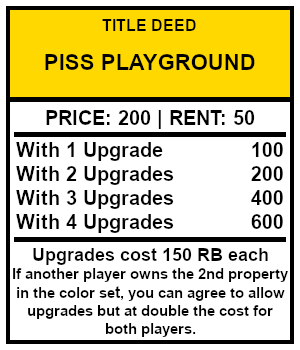 TITLE DEED
PISS PLAYGROUND
PRICE: 200 | RENT: 50
With 1 Upgrade 100
With 2 Upgrades 200
With 3 Upgrades 400
With 4 Upgrades 600
Upgrades cost 150 RB each
If another player owns the 2nd property
in the color set, you can agree to allow
upgrades but at double the cost for
both players.